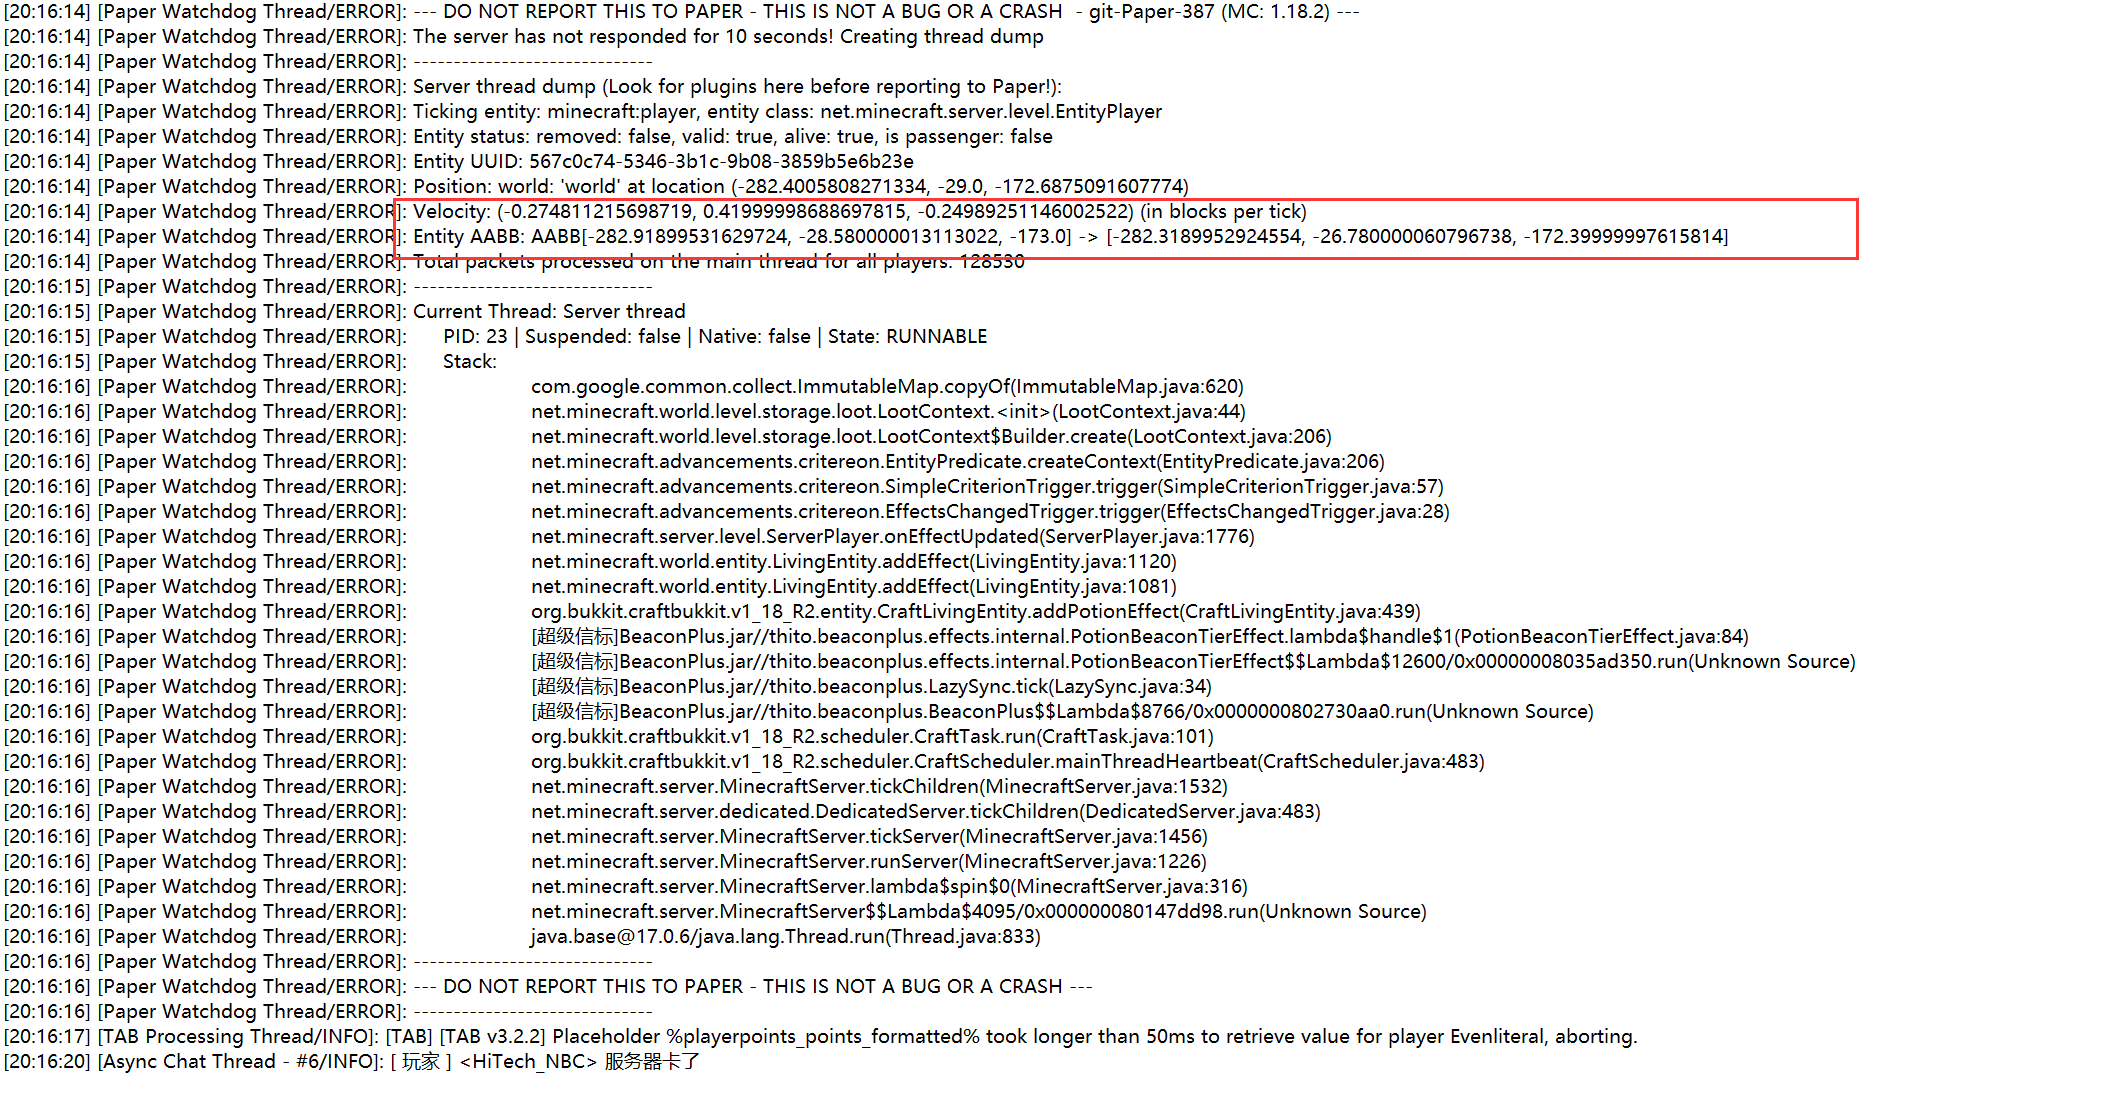 [20:16:14] [Paper Watchdog Thread/ERROR]: --- DO NOT REPORT THIS TO PAPER - THIS IS NOT A BUG OR A CRASH  - git-Paper-387 (MC: 1.18.2) ---
[20:16:14] [Paper Watchdog Thread/ERROR]: The server has not responded for 10 seconds! Creating thread dump
[20:16:14] [Paper Watchdog Thread/ERROR]: ------------------------------
[20:16:14] [Paper Watchdog Thread/ERROR]: Server thread dump (Look for plugins here before reporting to Paper!):
[20:16:14] [Paper Watchdog Thread/ERROR]: Ticking entity: minecraft:player, entity class: net.minecraft.server.level.EntityPlayer
[20:16:14] [Paper Watchdog Thread/ERROR]: Entity status: removed: false, valid: true, alive: true, is passenger: false
[20:16:14] [Paper Watchdog Thread/ERROR]: Entity UUID: 567c0c74-5346-3b1c-9b08-3859b5e6b23e
[20:16:14] [Paper Watchdog Thread/ERROR]: Position: world: 'world' at location (-282.4005808271334, -29.0, -172.6875091607774)
[20:16:14] [Paper Watchdog Thread/ERROR]: Velocity: (-0.274811215698719, 0.41999998688697815, -0.24989251146002522) (in blocks per tick)
[20:16:14] [Paper Watchdog Thread/ERROR]: Entity AABB: AABB[-282.91899531629724, -28.580000013113022, -173.0] -> [-282.3189952924554, -26.780000060796738, -172.39999997615814]
[20:16:14] [Paper Watchdog Thread/ERROR]: Total packets processed on the main thread for all players: 128530
[20:16:15] [Paper Watchdog Thread/ERROR]: ------------------------------
[20:16:15] [Paper Watchdog Thread/ERROR]: Current Thread: Server thread
[20:16:15] [Paper Watchdog Thread/ERROR]: PID: 23 | Suspended: false | Native: false | State: RUNNABLE
[20:16:15] [Paper Watchdog Thread/ERROR]: Stack:
[20:16:16] [Paper Watchdog Thread/ERROR]: com.google.common.collect.ImmutableMap.copyOf(ImmutableMap.java:620)
[20:16:16] [Paper Watchdog Thread/ERROR]: net.minecraft.world.level.storage.loot.LootContext.<init>(LootContext.java:44)
[20:16:16] [Paper Watchdog Thread/ERROR]: net.minecraft.world.level.storage.loot.LootContext$Builder.create(LootContext.java:206)
[20:16:16] [Paper Watchdog Thread/ERROR]: net.minecraft.advancements.critereon.EntityPredicate.createContext(EntityPredicate.java:206)
[20:16:16] [Paper Watchdog Thread/ERROR]: net.minecraft.advancements.critereon.SimpleCriterionTrigger.trigger(SimpleCriterionTrigger.java:57)
[20:16:16] [Paper Watchdog Thread/ERROR]: net.minecraft.advancements.critereon.EffectsChangedTrigger.trigger(EffectsChangedTrigger.java:28)
[20:16:16] [Paper Watchdog Thread/ERROR]: net.minecraft.server.level.ServerPlayer.onEffectUpdated(ServerPlayer.java:1776)
[20:16:16] [Paper Watchdog Thread/ERROR]: net.minecraft.world.entity.LivingEntity.addEffect(LivingEntity.java:1120)
[20:16:16] [Paper Watchdog Thread/ERROR]: net.minecraft.world.entity.LivingEntity.addEffect(LivingEntity.java:1081)
[20:16:16] [Paper Watchdog Thread/ERROR]: org.bukkit.craftbukkit.v1_18_R2.entity.CraftLivingEntity.addPotionEffect(CraftLivingEntity.java:439)
[20:16:16] [Paper Watchdog Thread/ERROR]: [超级信标]BeaconPlus.jar//thito.beaconplus.effects.internal.PotionBeaconTierEffect.lambda$handle$1(PotionBeaconTierEffect.java:84)
[20:16:16] [Paper Watchdog Thread/ERROR]: [超级信标]BeaconPlus.jar//thito.beaconplus.effects.internal.PotionBeaconTierEffect$$Lambda$12600/0x00000008035ad350.run(Unknown Source)
[20:16:16] [Paper Watchdog Thread/ERROR]: [超级信标]BeaconPlus.jar//thito.beaconplus.LazySync.tick(LazySync.java:34)
[20:16:16] [Paper Watchdog Thread/ERROR]: [超级信标]BeaconPlus.jar//thito.beaconplus.BeaconPlus$$Lambda$8766/0x0000000802730aa0.run(Unknown Source)
[20:16:16] [Paper Watchdog Thread/ERROR]: org.bukkit.craftbukkit.v1_18_R2.scheduler.CraftTask.run(CraftTask.java:101)
[20:16:16] [Paper Watchdog Thread/ERROR]: org.bukkit.craftbukkit.v1_18_R2.scheduler.CraftScheduler.mainThreadHeartbeat(CraftScheduler.java:483)
[20:16:16] [Paper Watchdog Thread/ERROR]: net.minecraft.server.MinecraftServer.tickChildren(MinecraftServer.java:1532)
[20:16:16] [Paper Watchdog Thread/ERROR]: net.minecraft.server.dedicated.DedicatedServer.tickChildren(DedicatedServer.java:483)
[20:16:16] [Paper Watchdog Thread/ERROR]: net.minecraft.server.MinecraftServer.tickServer(MinecraftServer.java:1456)
[20:16:16] [Paper Watchdog Thread/ERROR]: net.minecraft.server.MinecraftServer.runServer(MinecraftServer.java:1226)
[20:16:16] [Paper Watchdog Thread/ERROR]: net.minecraft.server.MinecraftServer.lambda$spin$0(MinecraftServer.java:316)
[20:16:16] [Paper Watchdog Thread/ERROR]: net.minecraft.server.MinecraftServer$$Lambda$4095/0x000000080147dd98.run(Unknown Source)
[20:16:16] [Paper Watchdog Thread/ERROR]: java.base@17.0.6/java.lang.Thread.run(Thread.java:833)
[20:16:16] [Paper Watchdog Thread/ERROR]: ------------------------------
[20:16:16] [Paper Watchdog Thread/ERROR]: --- DO NOT REPORT THIS TO PAPER - THIS IS NOT A BUG OR A CRASH ---
[20:16:16] [Paper Watchdog Thread/ERROR]: ------------------------------
[20:16:17] [TAB Processing Thread/INFO]: [TAB] [TAB v3.2.2] Placeholder %playerpoints_points_formatted% took longer than 50ms to retrieve value for player Evenliteral, aborting.
[20:16:20] [Async Chat Thread - #6/INFO]: [ 玩家 ] <HiTech_NBC> 服务器卡了